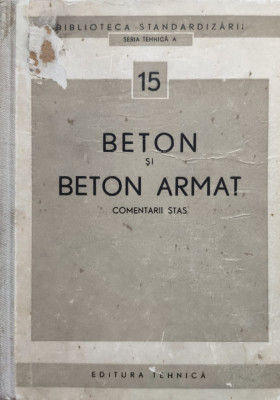 BIBLIOTECA STANDARDIZĂRII
SERIA TEHNICĂ A
15
BETON
ȘI
BETON ARMAT
COMENTARII STAS
EDITURA TEHNICĂ